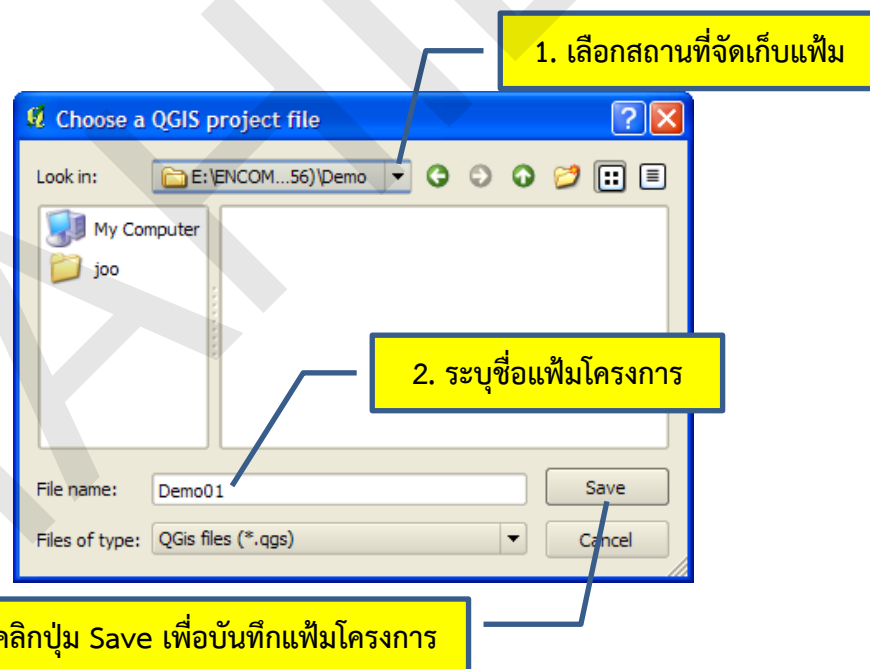 1. เลือกสถานที่จัดเก็บแฟ้ม
Choose a QGIS project file
Look in: E:\ENCOM...56)\Demo
My Computer
joo
2. ระบุชื่อแฟ้มโครงการ
File name: Demo01 Save
Files of type: QGis files (*.qgs) Cancel
คลิกปุ่ม Save เพื่อบันทึกแฟ้มโครงการ